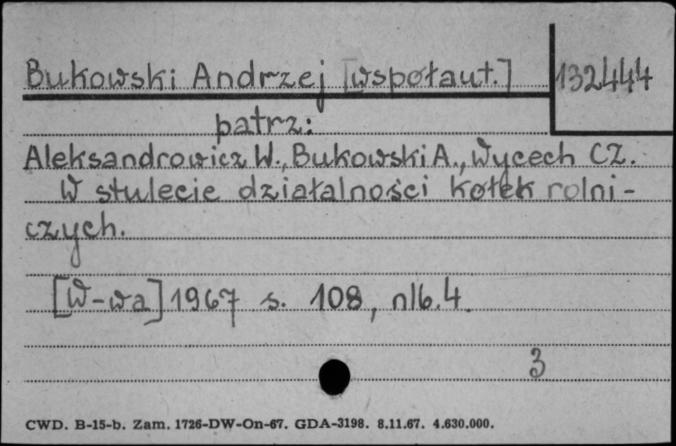 Bukowski Andrzej [współaut.] 132444
patrz:
Aleksandrowicz W., Bukowski A., Wycech CZ.
W stulecie działalności kółek rolni-
czych.
[W-wa] 1967 s. 108, nlb. 4.
3
CWD. B-15-b. Zam. 1726-DW-On-67. GDA-3198. 8.11.67. 4.630.000.